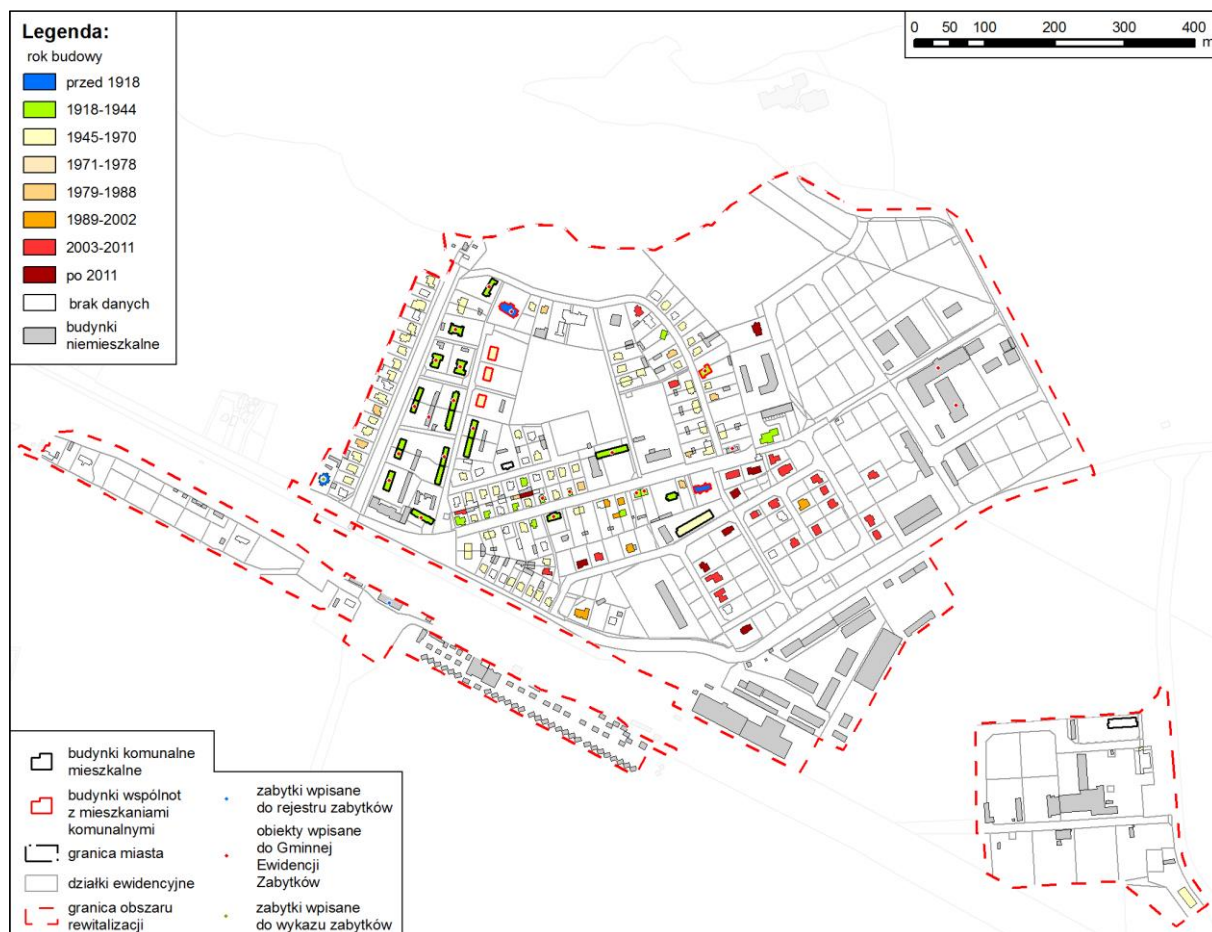 Legenda:
rok budowy
przed 1918
1918-1944
1945-1970
1971-1978
1979-1988
1989-2002
2003-2011
po 2011
brak danych
budynki
niemieszkalne
0 50 100 200 300 400
m
budynki komunalne
mieszkalne
budynki wspólnot
z mieszkaniami
komunalnymi
granica miasta
działki ewidencyjne
granica obszaru
rewitalizacji
zabytki wpisane
do rejestru zabytków
obiekty wpisane
do Gminnej
Ewidencji
Zabytków
zabytki wpisane
do wykazu zabytków